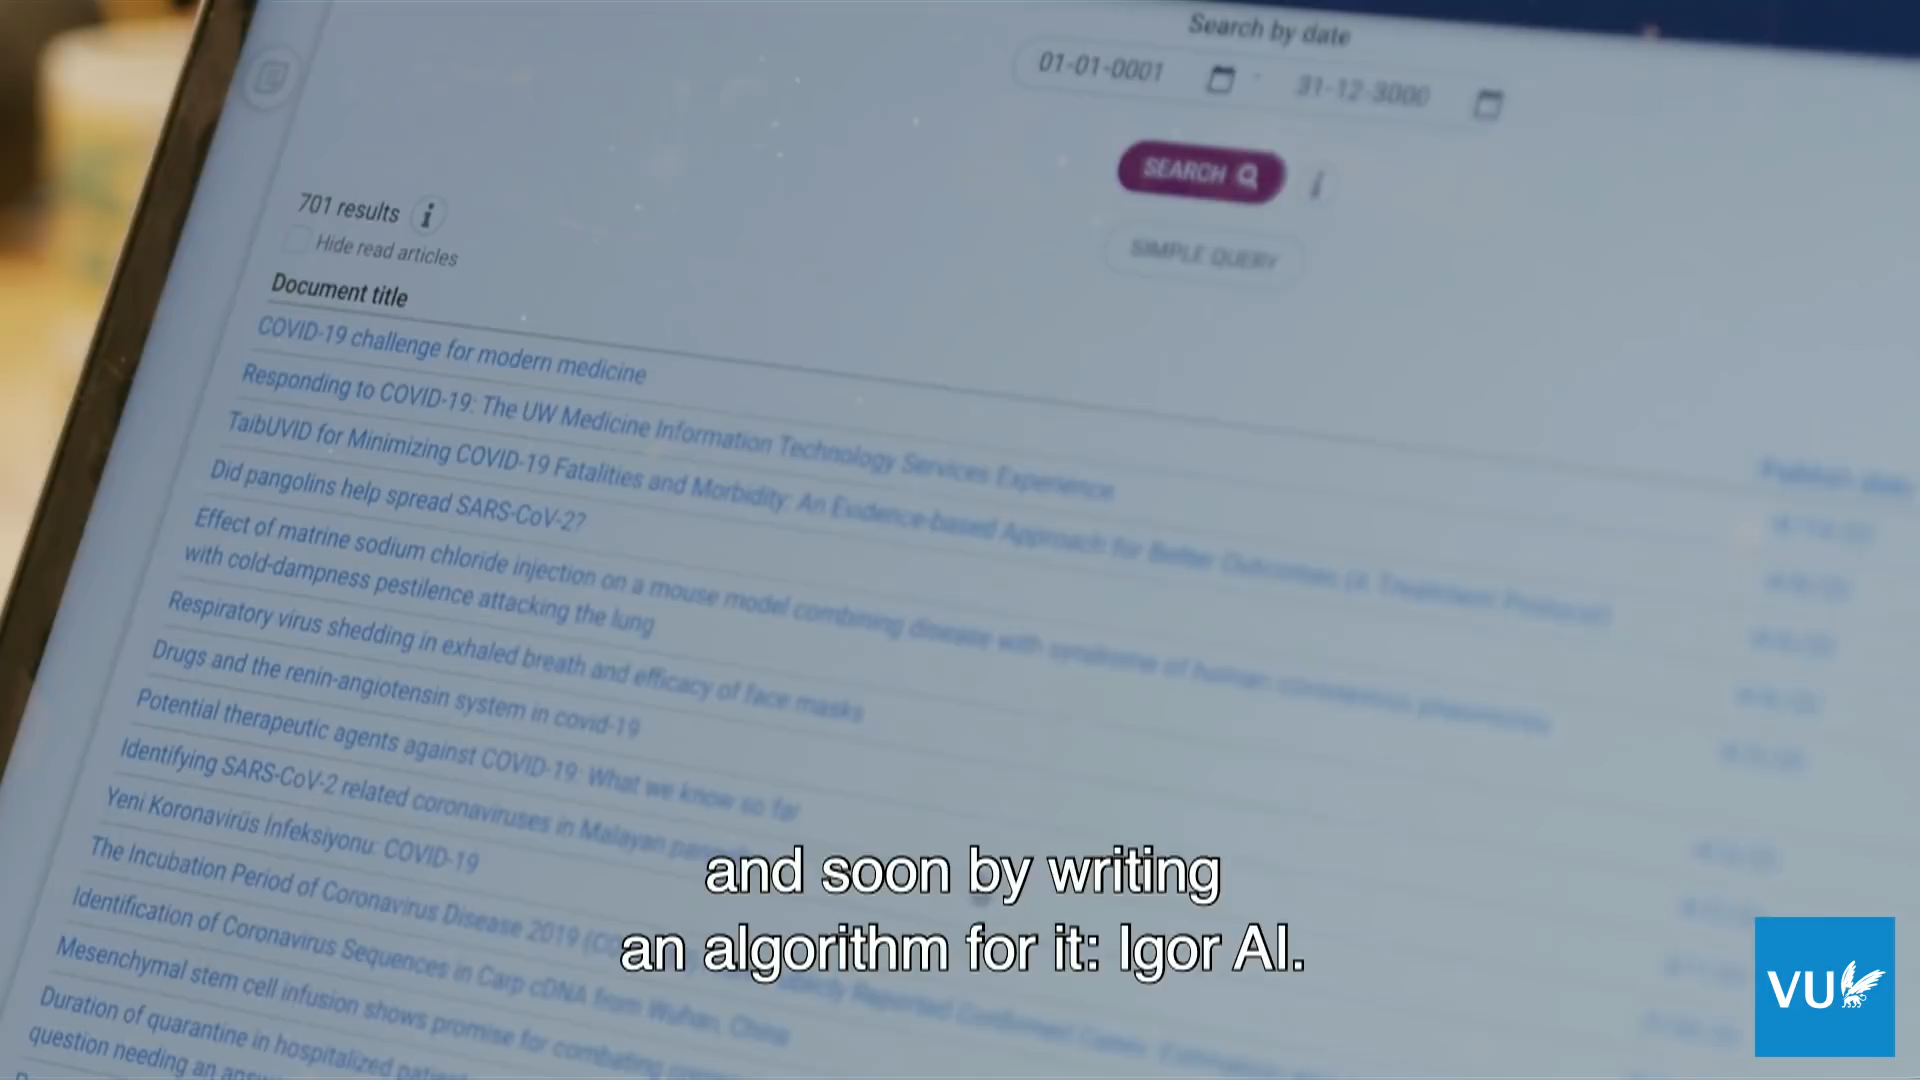 Search by date
01-01-0001 - 31-12-3000
SEARCH
SIMPLE QUERY
701 results
Hide read articles
Document title
COVID-19 challenge for modern medicine
Responding to COVID-19: The UW Medicine Information Technology Services Experience
TaibUVID for Minimizing COVID-19 Fatalities and Morbidity: An Evidence-based Approach for Better Outcomes (A Treatment Protocol)
Did pangolins help spread SARS-CoV-2?
Effect of matrine sodium chloride injection on a mouse model combining disease with syndrome of human coronavirus pneumonia
with cold-dampness pestilence attacking the lung
Respiratory virus shedding in exhaled breath and efficacy of face masks
Drugs and the renin-angiotensin system in covid-19
Potential therapeutic agents against COVID-19: What we know so far
Identifying SARS-CoV-2 related coronaviruses in Malayan
Yeni Koronavirüs İnfeksiyonu: COVID-19
The Incubation Period of Coronavirus Disease 2019 Reported Confirmed Cases:
Identification of Coronavirus Sequences in Carp cDNA from Wuhan, China
Mesenchymal stem cell infusion shows promise for combating
Duration of quarantine in hospitalized
question needing an
and soon by writing
an algorithm for it: Igor AI.
VU